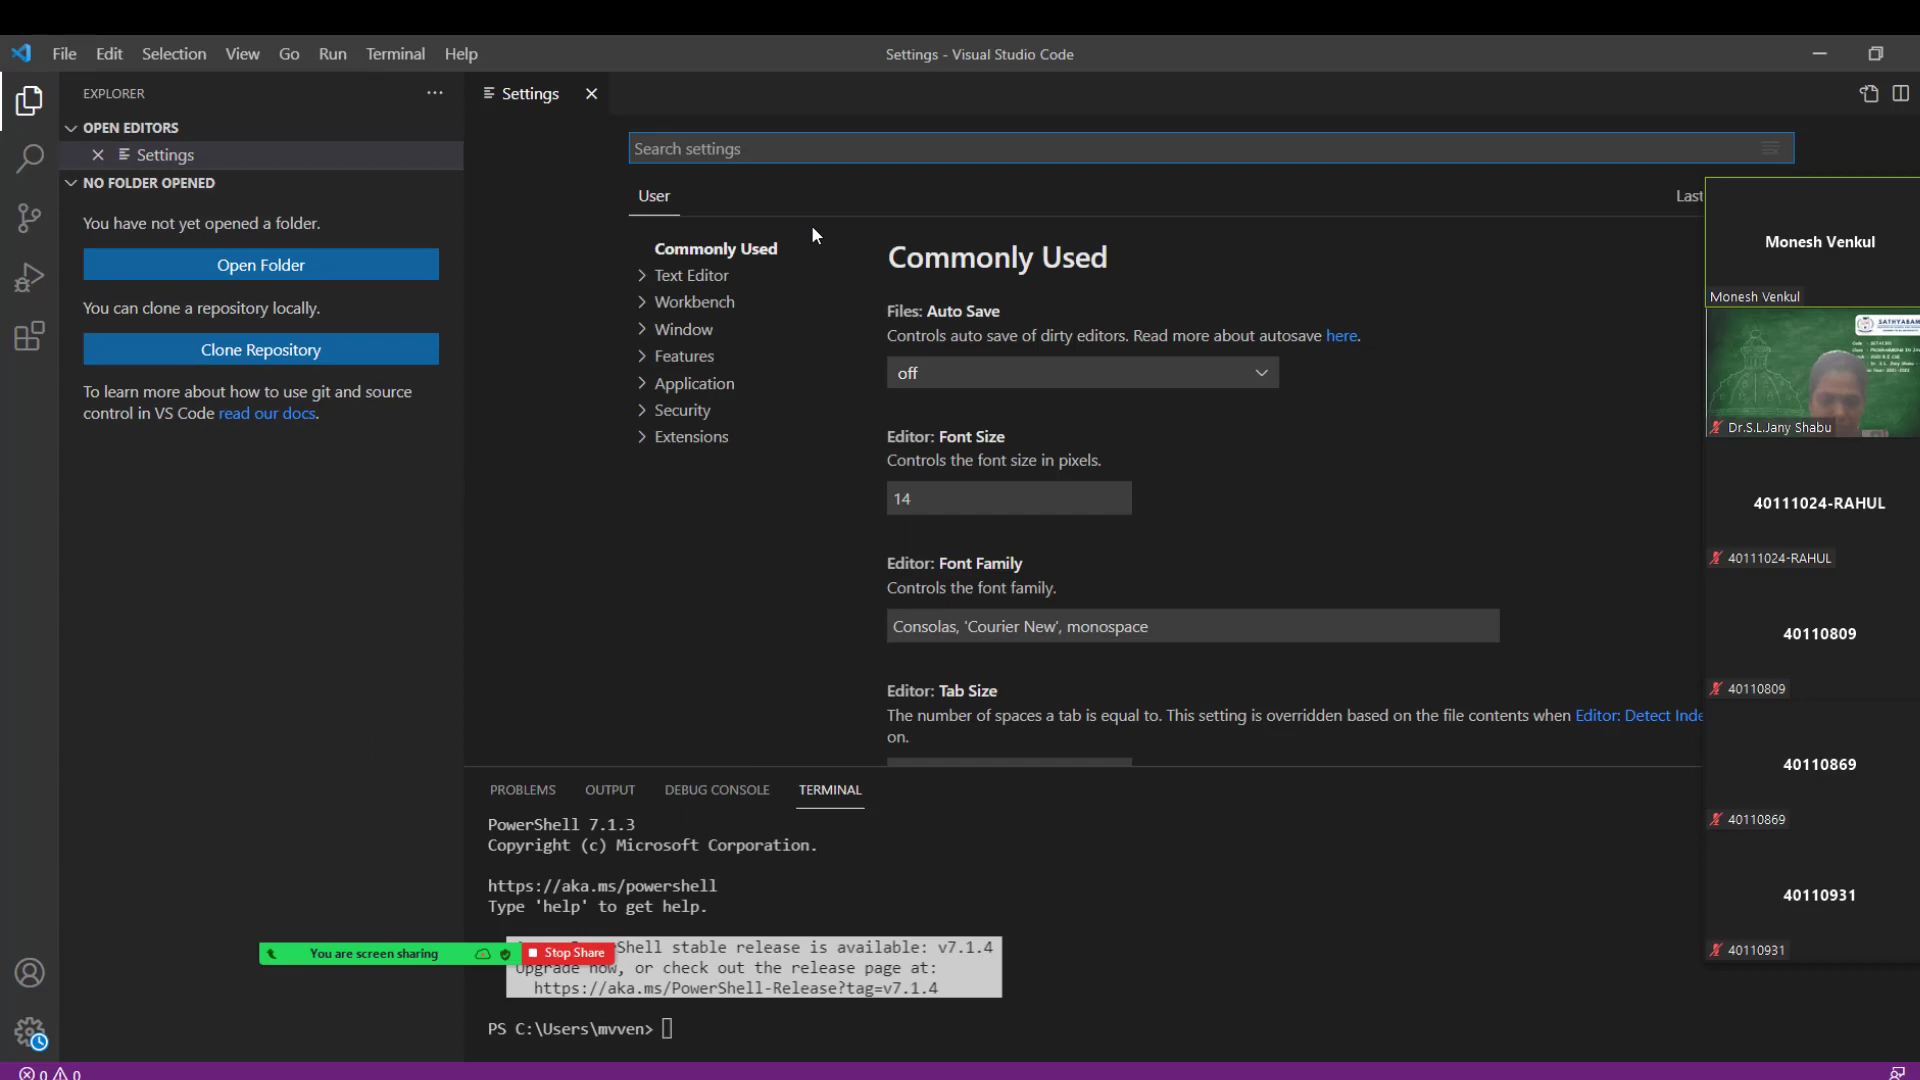 File Edit Selection View Go Run Terminal Help
Settings - Visual Studio Code
EXPLORER
OPEN EDITORS
Settings
NO FOLDER OPENED
You have not yet opened a folder.
Open Folder
You can clone a repository locally.
Clone Repository
To learn more about how to use git and source
control in VS Code read our docs.
Settings
Search settings
User
Last
Commonly Used
Text Editor
Workbench
Window
Features
Application
Security
Extensions
Commonly Used
Files: Auto Save
Controls auto save of dirty editors. Read more about autosave here.
off
Editor: Font Size
Controls the font size in pixels.
14
Editor: Font Family
Controls the font family.
Consolas, 'Courier New', monospace
Editor: Tab Size
The number of spaces a tab is equal to. This setting is overridden based on the file contents when Editor: Detect Inde
on.
PROBLEMS OUTPUT DEBUG CONSOLE TERMINAL
PowerShell 7.1.3
Copyright (c) Microsoft Corporation.
https://aka.ms/powershell
Type 'help' to get help.
Shell stable release is available: v7.1.4
Upgrade now, or check out the release page at:
https://aka.ms/PowerShell-Release?tag=v7.1.4
PS C:\Users\mvven>
You are screen sharing
Stop Share
0 0
Monesh Venkul
Monesh Venkul
SATHYABAM
Dr.S.L.Jany Shabu
40111024-RAHUL
40111024-RAHUL
40110809
40110809
40110869
40110869
40110931
40110931